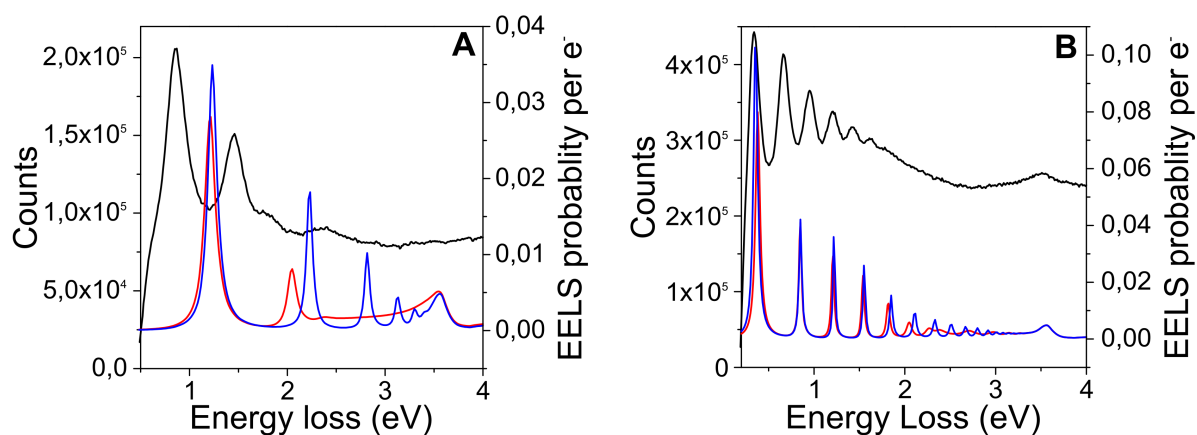 A
Counts
2,0x10⁵
1,5x10⁵
1,0x10⁵
5,0x10⁴
0,0
0,04
0,03
0,02
0,01
0,00
EELS probablity per e⁻
1 2 3 4
Energy loss (eV)
B
Counts
4x10⁵
3x10⁵
2x10⁵
1x10⁵
0
0,10
0,08
0,06
0,04
0,02
0,00
EELS probablity per e⁻
1 2 3 4
Energy Loss (eV)